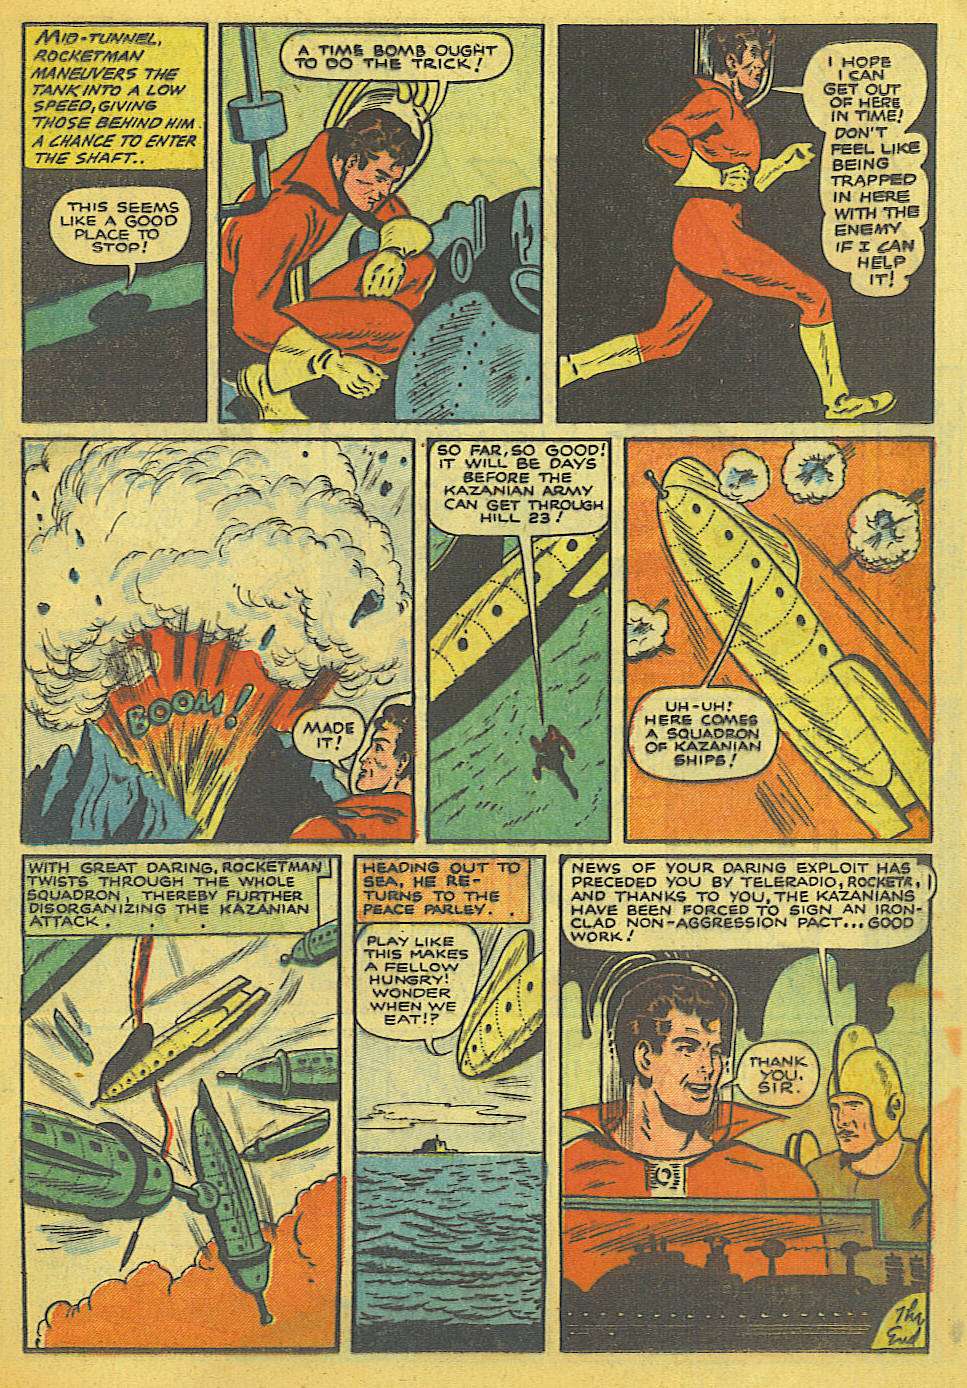 MID-TUNNEL,
ROCKETMAN
MANEUVERS THE
TANK INTO A LOW
SPEED, GIVING
THOSE BEHIND HIM
A CHANCE TO ENTER
THE SHAFT..
THIS SEEMS
LIKE A GOOD
PLACE TO
STOP!
A TIME BOMB OUGHT
TO DO THE TRICK!
I HOPE
I CAN
GET OUT
OF HERE
IN TIME!
DON'T
FEEL LIKE
BEING
TRAPPED
IN HERE
WITH THE
ENEMY
IF I CAN
HELP
IT!
BOOM!
MADE
IT!
SO FAR, SO GOOD!
IT WILL BE DAYS
BEFORE THE
KAZANIAN ARMY
CAN GET THROUGH
HILL 23!
UH-UH!
HERE COMES
A SQUADRON
OF KAZANIAN
SHIPS!
WITH GREAT DARING, ROCKETMAN
TWISTS THROUGH THE WHOLE
SQUADRON, THEREBY FURTHER
DISORGANIZING THE KAZANIAN
ATTACK. . . .
HEADING OUT TO
SEA, HE RE-
TURNS TO THE
PEACE PARLEY. . .
PLAY LIKE
THIS MAKES
A FELLOW
HUNGRY!
WONDER
WHEN WE
EAT!?
NEWS OF YOUR DARING EXPLOIT HAS
PRECEDED YOU BY TELERADIO,
AND THANKS TO YOU, THE KAZANIANS
HAVE BEEN FORCED TO SIGN AN IRON-
CLAD NON-AGGRESSION PACT... GOOD
WORK!
THANK
YOU,
SIR.
The
End